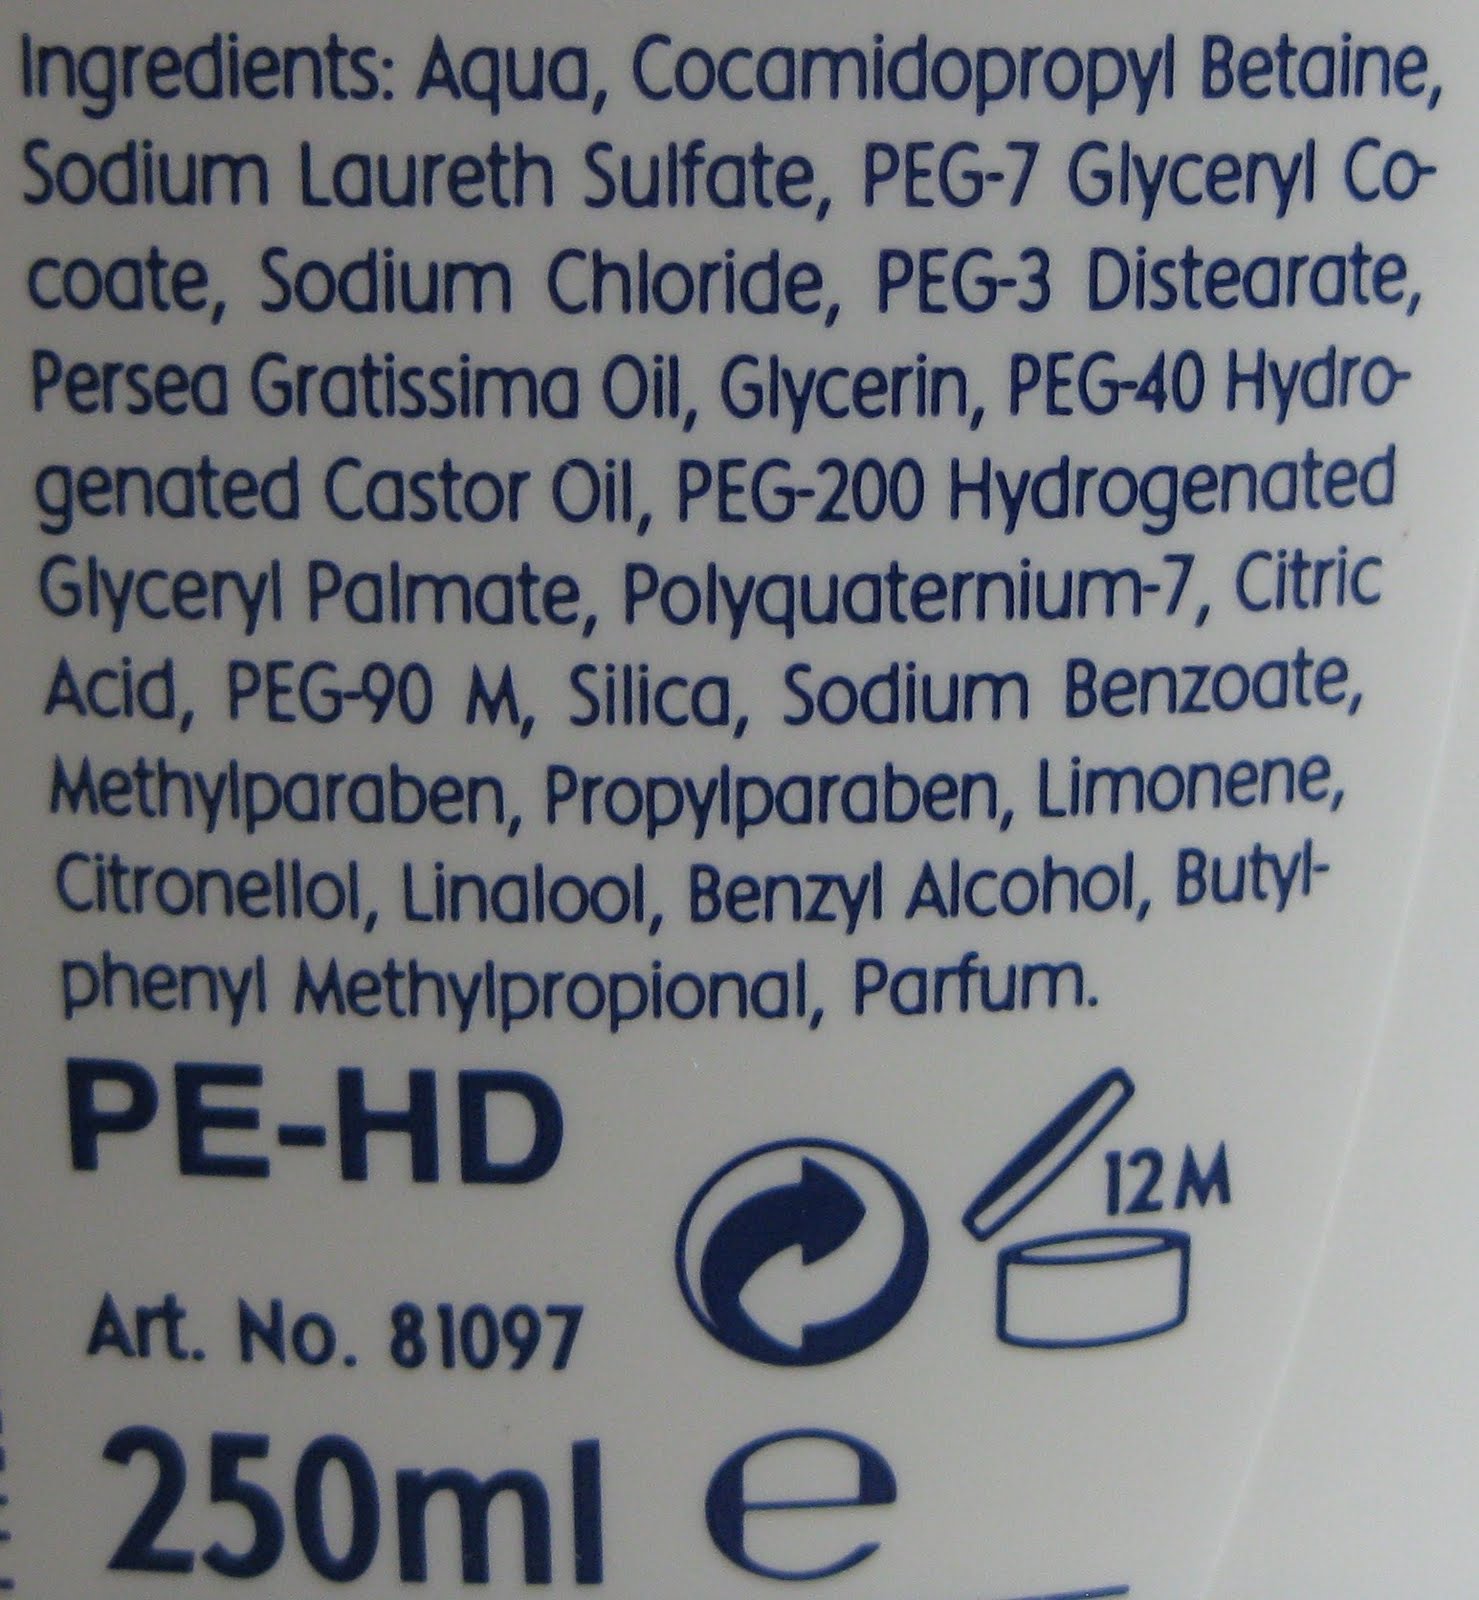 Ingredients: Aqua, Cocamidopropyl Betaine,
Sodium Laureth Sulfate, PEG-7 Glyceryl Co-
coate, Sodium Chloride, PEG-3 Distearate,
Persea Gratissima Oil, Glycerin, PEG-40 Hydro-
genated Castor Oil, PEG-200 Hydrogenated
Glyceryl Palmate, Polyquaternium-7, Citric
Acid, PEG-90 M, Silica, Sodium Benzoate,
Methylparaben, Propylparaben, Limonene,
Citronellol, Linalool, Benzyl Alcohol, Butyl-
phenyl Methylpropional, Parfum.
PE-HD
12M
Art. No. 81097
250ml e